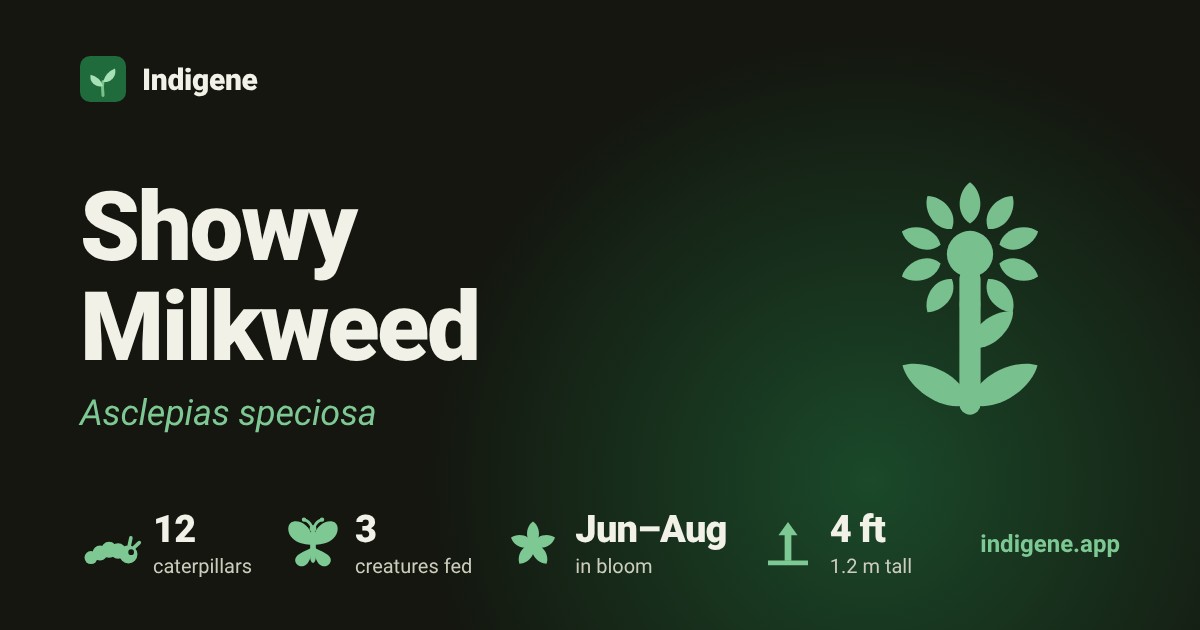 Indigene
Showy
Milkweed
Asclepias speciosa
12
caterpillars
3
creatures fed
Jun–Aug
in bloom
4 ft
1.2 m tall
indigene.app